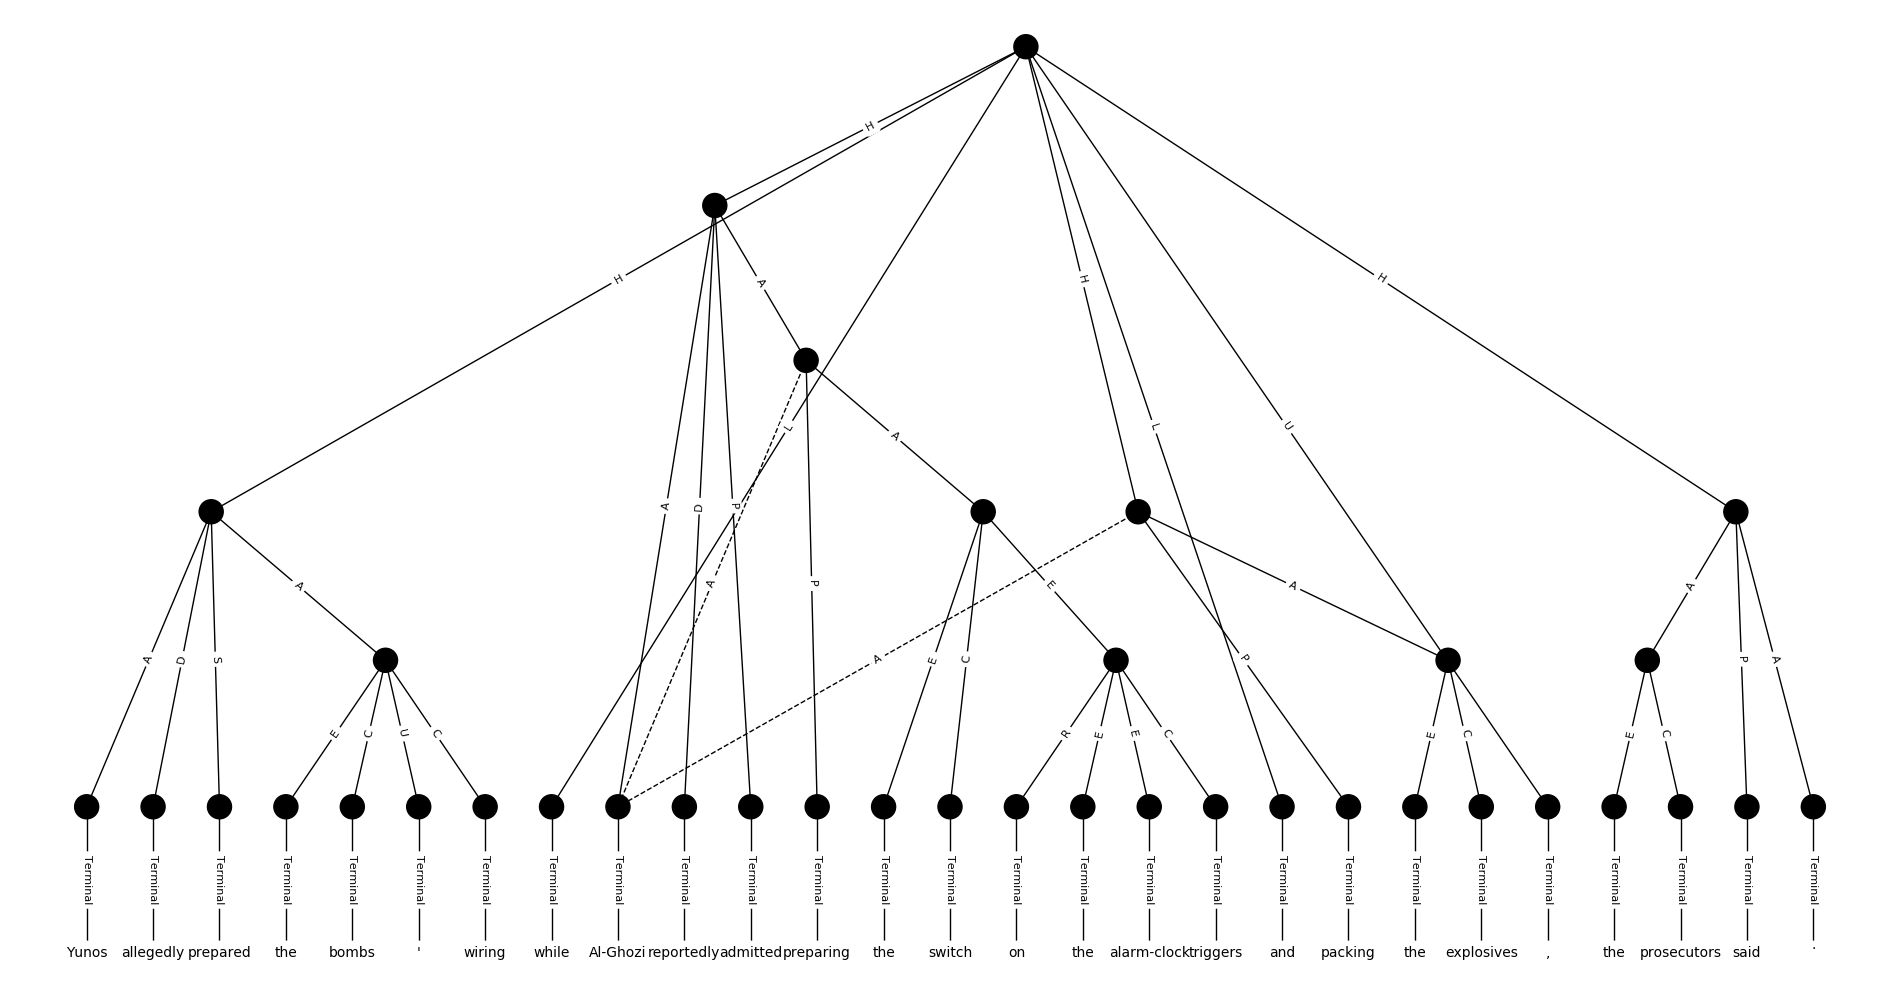 H
H
A
H
H
L
L
U
A
A
D
P
A
P
E
A
A
A
D
S
A
E
C
P
A
P
A
E
C
U
C
R
E
E
C
E
C
E
C
Terminal Terminal Terminal Terminal Terminal Terminal Terminal Terminal Terminal Terminal Terminal Terminal Terminal Terminal Terminal Terminal Terminal Terminal Terminal Terminal Terminal Terminal Terminal Terminal Terminal Terminal Terminal
Yunos allegedly prepared the bombs ' wiring while Al-Ghozi reportedly admitted preparing the switch on the alarm-clock triggers and packing the explosives , the prosecutors said .